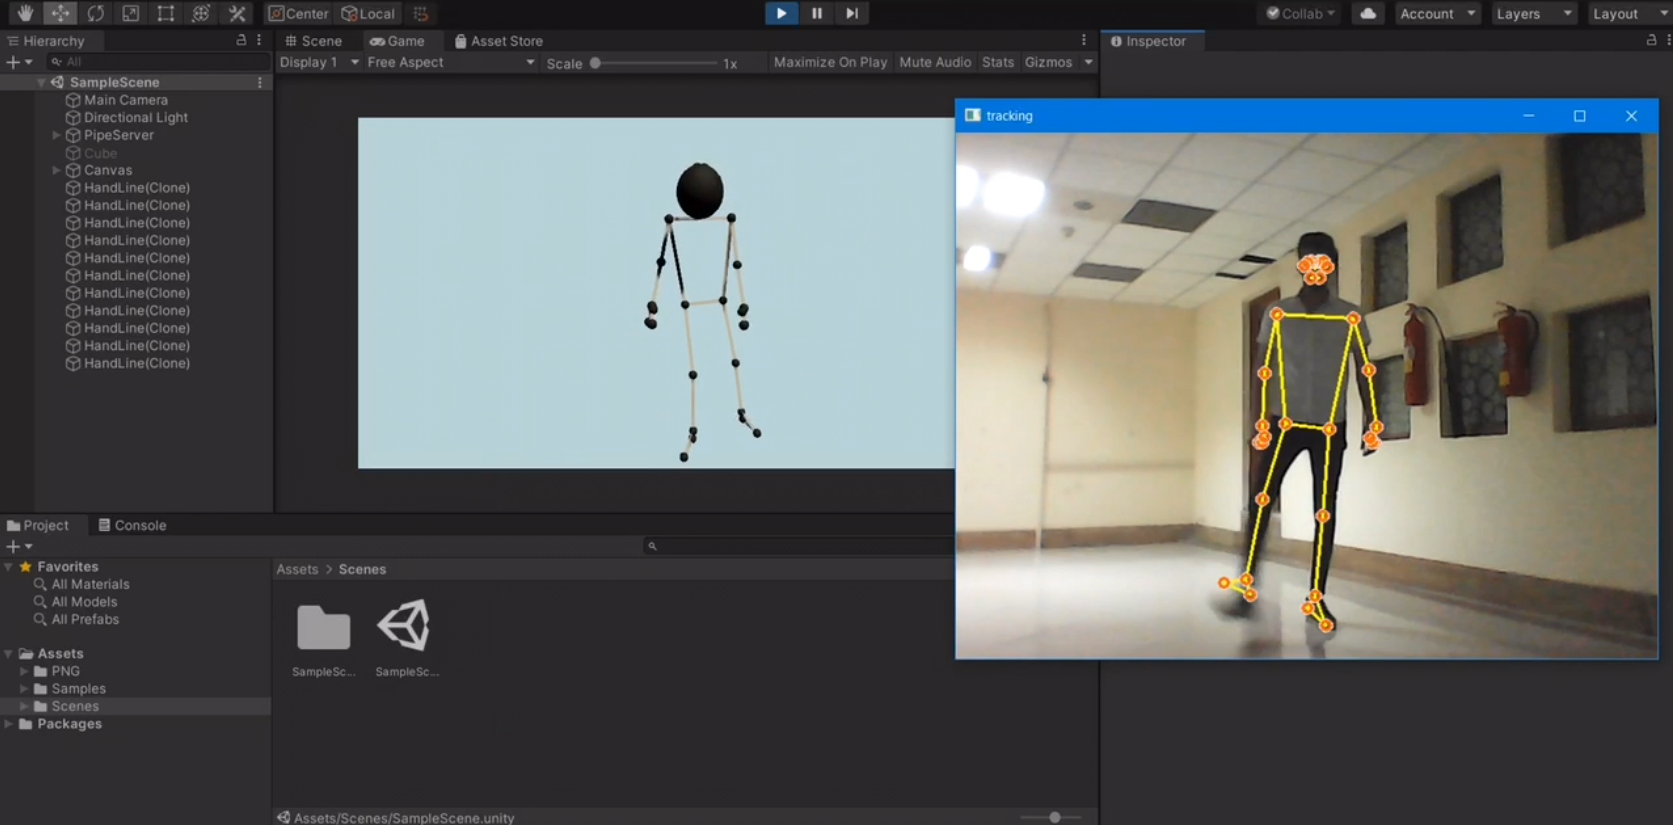 Center Local Collab Account Layers Layout
Hierarchy Scene Game Asset Store Inspector
All Display 1 Free Aspect Scale 1x Maximize On Play Mute Audio Stats Gizmos
SampleScene
Main Camera
Directional Light
PipeServer
Cube
Canvas
HandLine(Clone)
HandLine(Clone)
HandLine(Clone)
HandLine(Clone)
HandLine(Clone)
HandLine(Clone)
HandLine(Clone)
HandLine(Clone)
HandLine(Clone)
HandLine(Clone)
HandLine(Clone)
tracking
Project Console
Favorites
All Materials
All Models
All Prefabs
Assets
PNG
Samples
Scenes
Packages
Assets > Scenes
SampleSc... SampleSc...
Assets/Scenes/SampleScene.unity